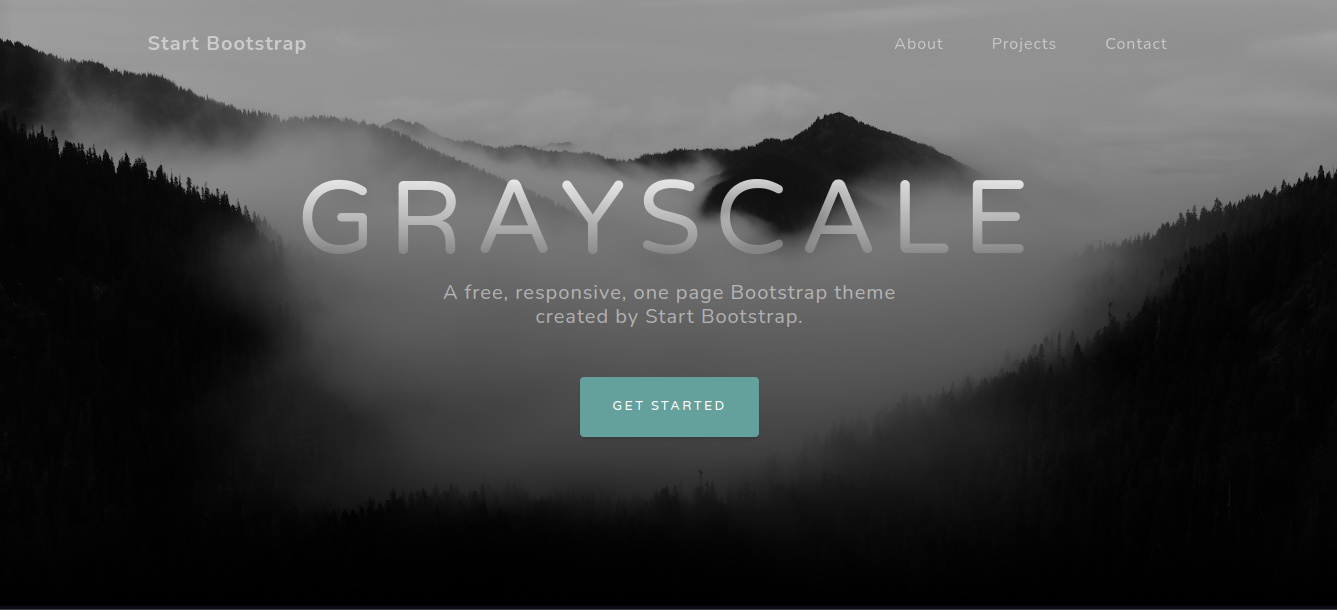 Start Bootstrap
About
Projects
Contact
GRAYSCALE
A free, responsive, one page Bootstrap theme
created by Start Bootstrap.
GET STARTED